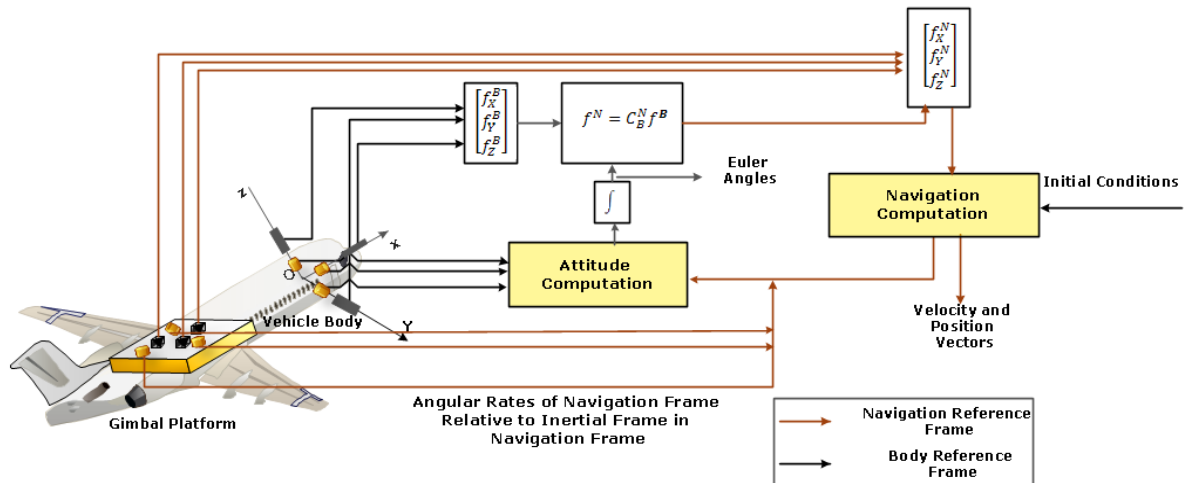 f_X^N
f_Y^N
f_Z^N
f_X^B
f_Y^B
f_Z^B
f^N = C_B^N f^B
Euler
Angles
Initial Conditions
Navigation
Computation
∫
Z
X
O
Attitude
Computation
Vehicle Body
Y
Velocity and
Position
Vectors
Gimbal Platform
Angular Rates of Navigation Frame
Relative to Inertial Frame in
Navigation Frame
Navigation Reference
Frame
Body Reference
Frame